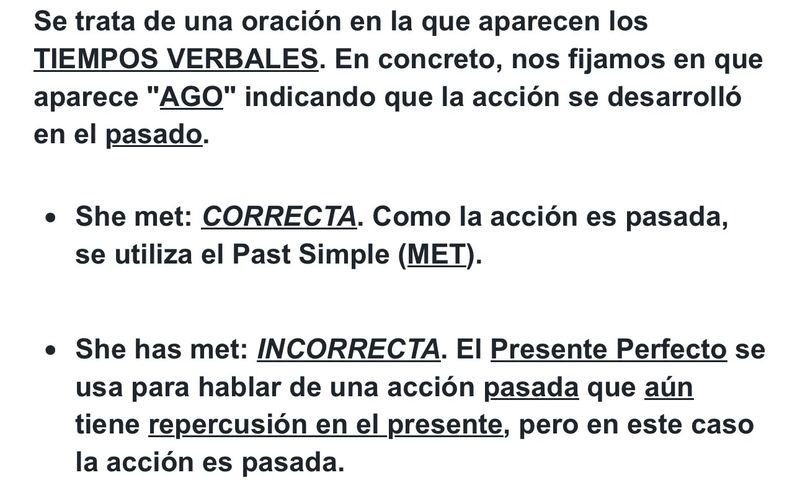 Se trata de una oración en la que aparecen los
TIEMPOS VERBALES. En concreto, nos fijamos en que
aparece "AGO" indicando que la acción se desarrolló
en el pasado.
• She met: CORRECTA. Como la acción es pasada,
se utiliza el Past Simple (MET).
• She has met: INCORRECTA. El Presente Perfecto se
usa para hablar de una acción pasada que aún
tiene repercusión en el presente, pero en este caso
la acción es pasada.